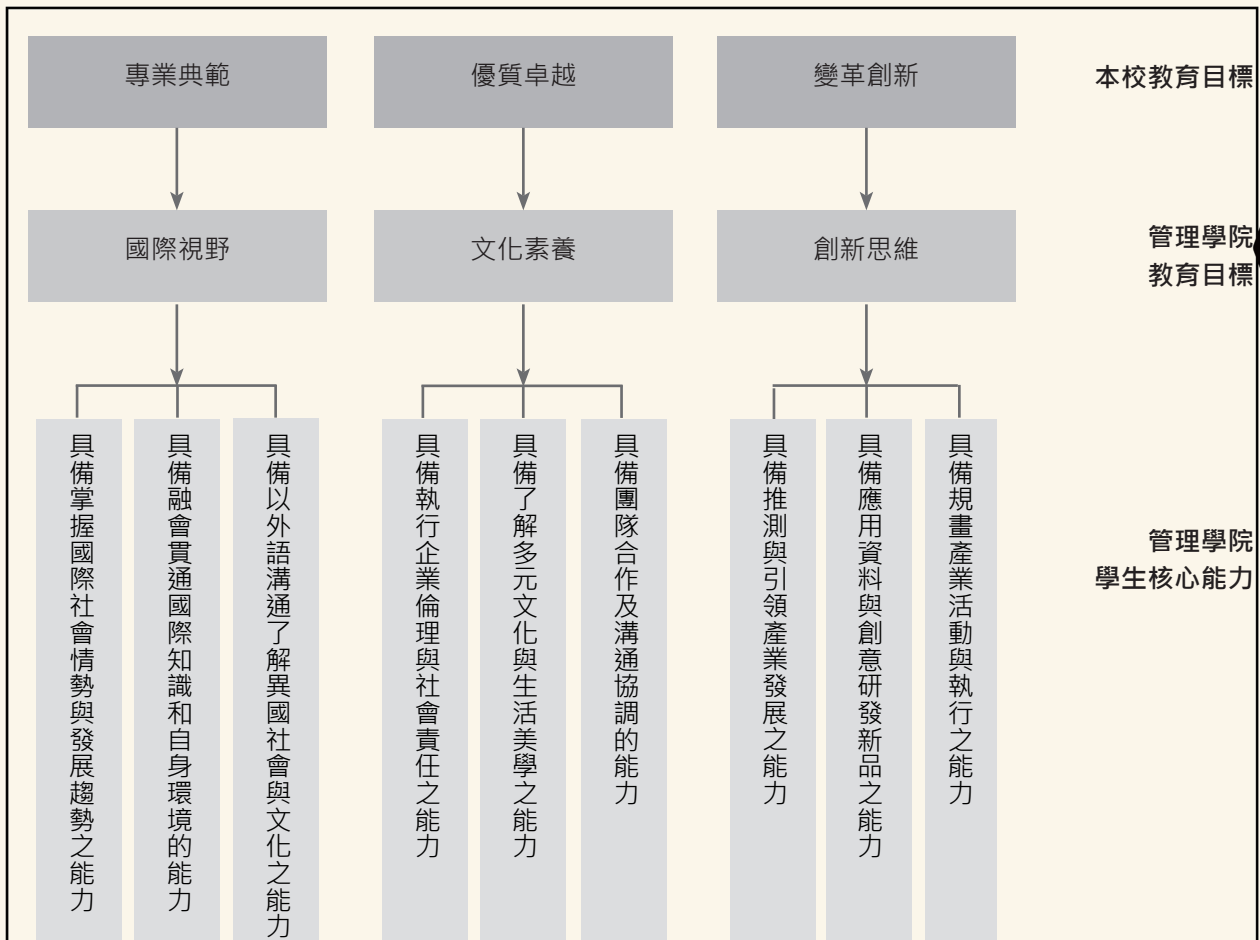 專業典範
優質卓越
變革創新
本校教育目標
國際視野
文化素養
創新思維
管理學院
教育目標
具備掌握國際社會情勢與發展趨勢之能力
具備融會貫通國際知識和自身環境的能力
具備以外語溝通了解異國社會與文化之能力
具備執行企業倫理與社會責任之能力
具備了解多元文化與生活美學之能力
具備團隊合作及溝通協調的能力
具備推測與引領產業發展之能力
具備應用資料與創意研發新品之能力
具備規畫產業活動與執行之能力
管理學院
學生核心能力